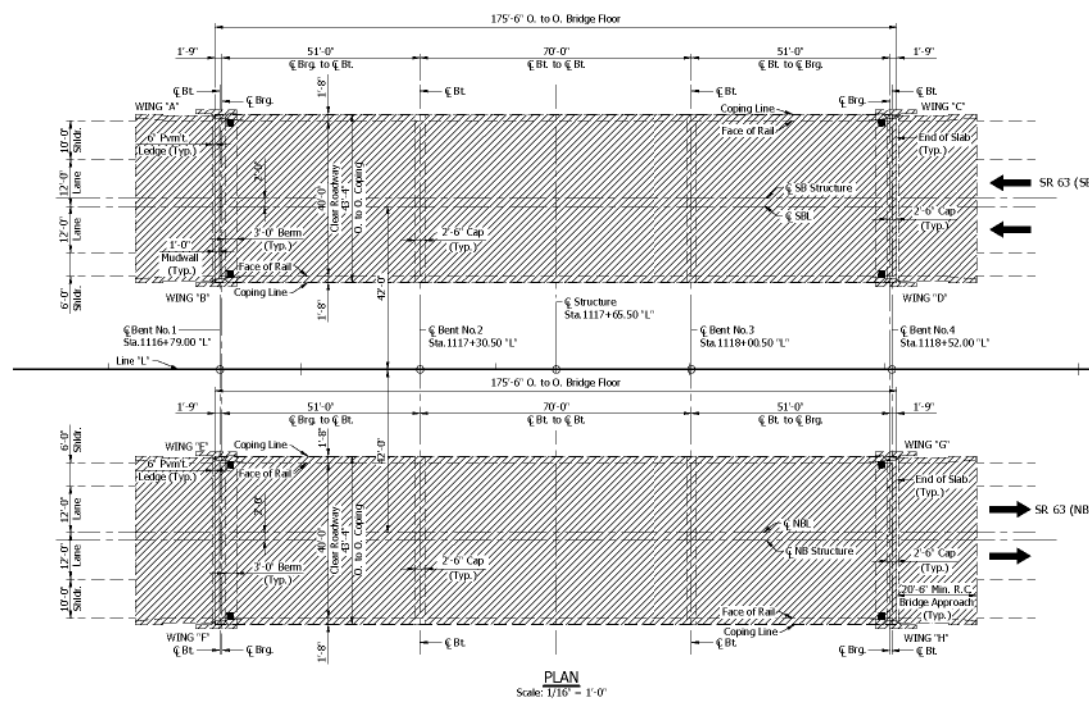 175'-6" O. to O. Bridge Floor
1'-9"
51'-0"
70'-0"
51'-0"
1'-9"
℄ Brg. to ℄ Bt.
℄ Bt. to ℄ Bt.
℄ Bt. to ℄ Brg.
℄ Bt.
℄ Brg.
℄ Bt.
℄ Bt.
℄ Brg.
℄ Bt.
1'-8"
WING "A"
Coping Line
WING "C"
Face of Rail
10'-0"
Shldr.
6" Pvm't.
Ledge (Typ.)
End of Slab
(Typ.)
12'-0"
Lane
2'-0"
40'-0"
Clear Roadway
43'-4"
O. to O. Coping
℄ SB Structure
SR 63 (SB
℄ SBL
12'-0"
Lane
3'-0" Berm
(Typ.)
2'-6" Cap
(Typ.)
2'-6" Cap
(Typ.)
1'-0"
Mudwall
(Typ.)
Face of Rail
Coping Line
6'-0"
Shldr.
42'-0"
WING "B"
1'-8"
WING "D"
℄ Structure
Sta.1117+65.50 "L"
℄ Bent No.1
Sta.1116+79.00 "L"
℄ Bent No.2
Sta.1117+30.50 "L"
℄ Bent No.3
Sta.1118+00.50 "L"
℄ Bent No.4
Sta.1118+52.00 "L"
Line "L"
175'-6" O. to O. Bridge Floor
1'-9"
51'-0"
70'-0"
51'-0"
1'-9"
℄ Brg. to ℄ Bt.
℄ Bt. to ℄ Bt.
℄ Bt. to ℄ Brg.
6'-0"
Shldr.
1'-8"
42'-0"
WING "E"
Coping Line
WING "G"
6" Pvm't.
Ledge (Typ.)
Face of Rail
End of Slab
(Typ.)
12'-0"
Lane
2'-0"
40'-0"
Clear Roadway
43'-4"
O. to O. Coping
℄ NBL
SR 63 (NB
℄ NB Structure
12'-0"
Lane
3'-0" Berm
(Typ.)
2'-6" Cap
(Typ.)
2'-6" Cap
(Typ.)
10'-0"
Shldr.
20'-6" Min. R.C.
Bridge Approach
(Typ.)
Face of Rail
Coping Line
WING "F"
1'-8"
WING "H"
℄ Bt.
℄ Brg.
℄ Bt.
℄ Bt.
℄ Brg.
℄ Bt.
PLAN
Scale: 1/16" = 1'-0"